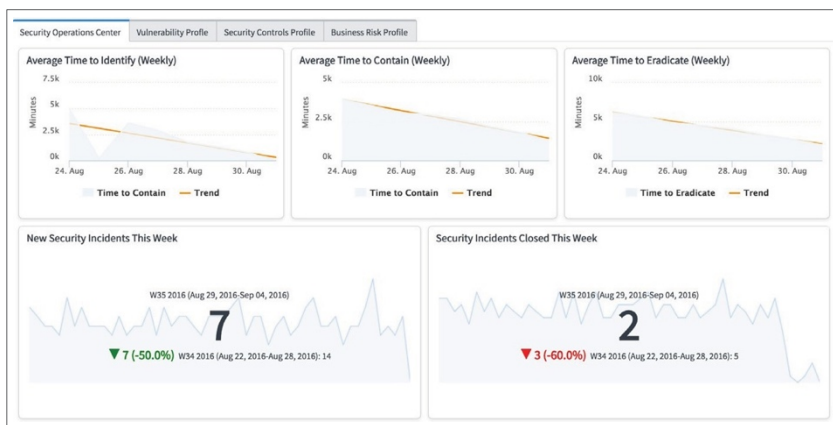 Security Operations Center
Vulnerability Profle
Security Controls Profile
Business Risk Profile
Average Time to Identify (Weekly)
7.5k
5k
2.5k
0k
Minutes
24. Aug 26. Aug 28. Aug 30. Aug
Time to Contain Trend
Average Time to Contain (Weekly)
5k
2.5k
0k
Minutes
24. Aug 26. Aug 28. Aug 30. Aug
Time to Contain Trend
Average Time to Eradicate (Weekly)
10k
5k
0k
Minutes
24. Aug 26. Aug 28. Aug 30. Aug
Time to Eradicate Trend
New Security Incidents This Week
W35 2016 (Aug 29, 2016-Sep 04, 2016)
7
▼ 7 (-50.0%) W34 2016 (Aug 22, 2016-Aug 28, 2016): 14
Security Incidents Closed This Week
W35 2016 (Aug 29, 2016-Sep 04, 2016)
2
▼ 3 (-60.0%) W34 2016 (Aug 22, 2016-Aug 28, 2016): 5